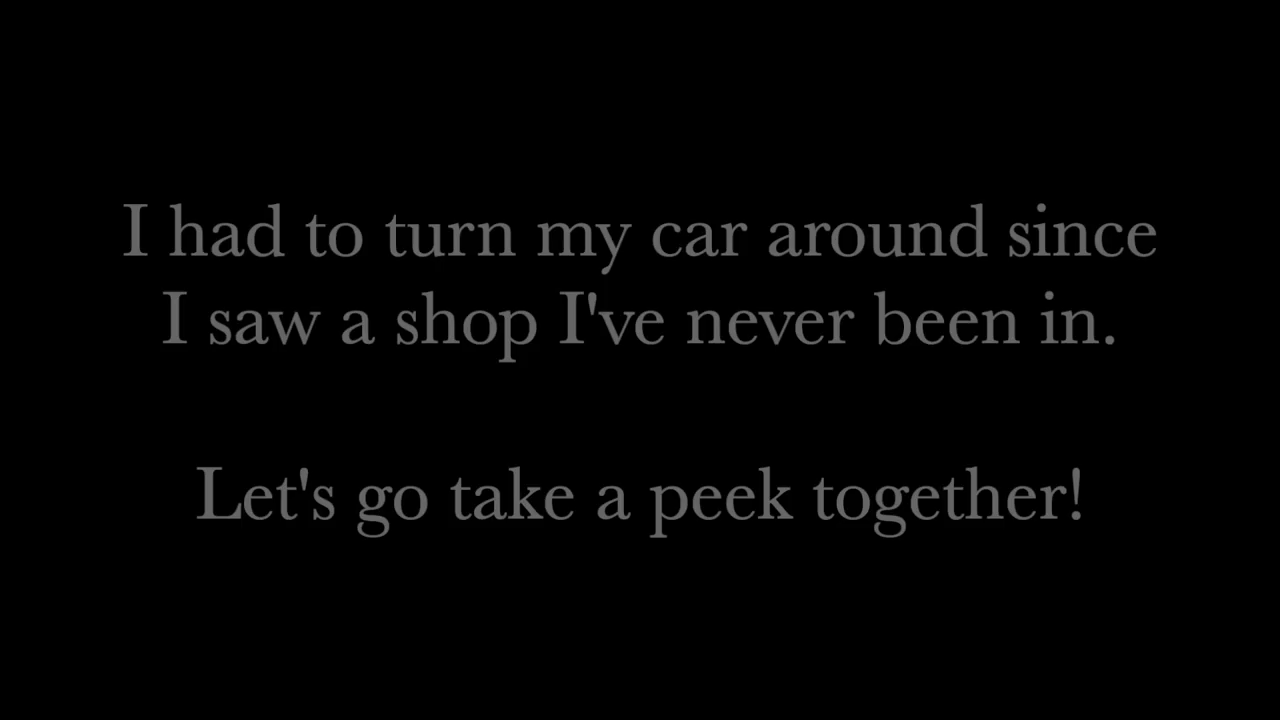 I had to turn my car around since
I saw a shop I've never been in.
Let's go take a peek together!